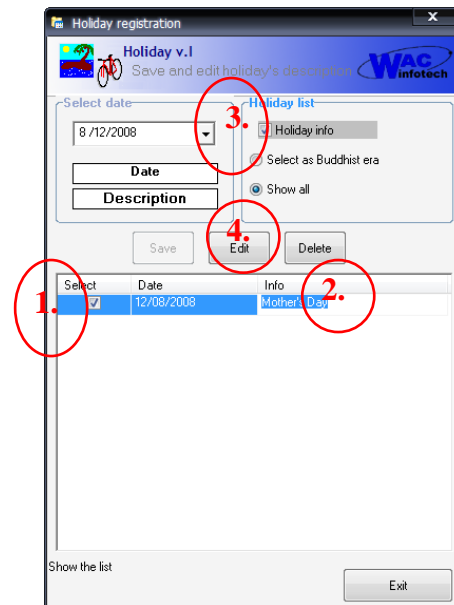 Holiday registration
x
Holiday v.I
Save and edit holiday's decoration
WAC
infotech
Select date
Holiday list
8 /12/2008
3.
Holiday info
Select as Buddhist era
Date
Show all
Description
4.
Save
Edit
Delete
Select
Date
Info
1.
12/08/2008
Mother's Day
2.
Show the list
Exit